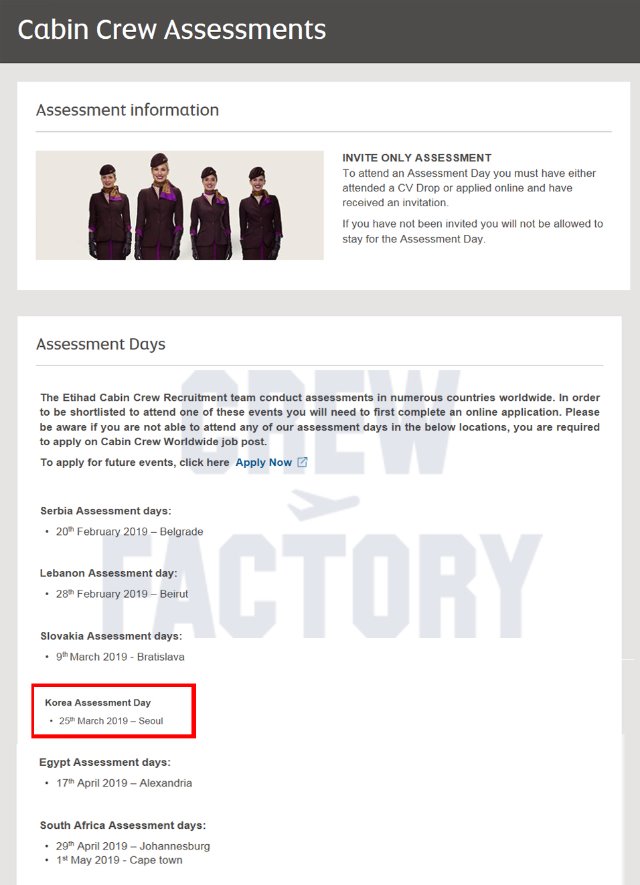 Cabin Crew Assessments
Assessment information
INVITE ONLY ASSESSMENT
To attend an Assessment Day you must have either
attended a CV Drop or applied online and have
received an invitation.
If you have not been invited you will not be allowed to
stay for the Assessment Day.
Assessment Days
CREW
FACTORY
The Etihad Cabin Crew Recruitment team conduct assessments in numerous countries worldwide. In order
to be shortlisted to attend one of these events you will need to first complete an online application. Please
be aware if you are not able to attend any of our assessment days in the below locations, you are required
to apply on Cabin Crew Worldwide job post.
To apply for future events, click here Apply Now
Serbia Assessment days:
• 20th February 2019 – Belgrade
Lebanon Assessment day:
• 28th February 2019 – Beirut
Slovakia Assessment days:
• 9th March 2019 - Bratislava
Korea Assessment Day
• 25th March 2019 – Seoul
Egypt Assessment days:
• 17th April 2019 – Alexandria
South Africa Assessment days:
• 29th April 2019 – Johannesburg
• 1st May 2019 - Cape town